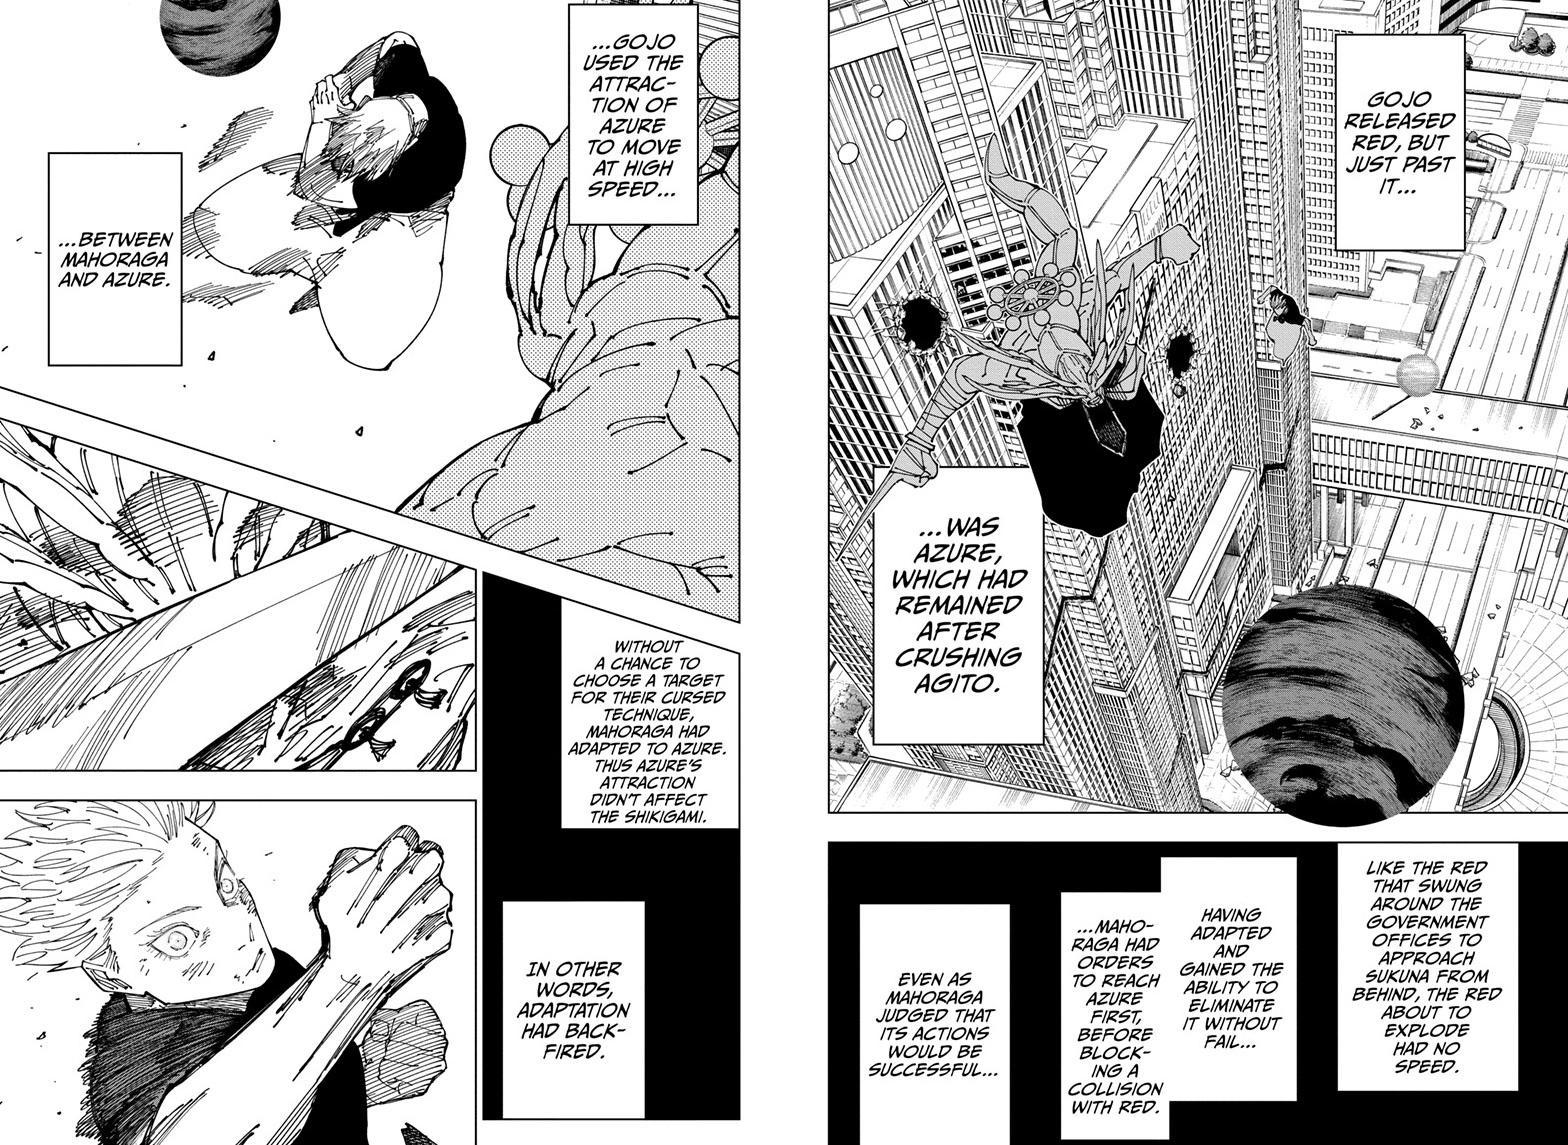 GOJO
RELEASED
RED, BUT
JUST PAST
IT...
...WAS
AZURE,
WHICH HAD
REMAINED
AFTER
CRUSHING
AGITO.
LIKE THE RED
THAT SWUNG
AROUND THE
GOVERNMENT
OFFICES TO
APPROACH
SUKUNA FROM
BEHIND, THE RED
ABOUT TO
EXPLODE
HAD NO
SPEED.
HAVING
ADAPTED
AND
GAINED THE
ABILITY TO
ELIMINATE
IT WITHOUT
FAIL...
...MAHO-
RAGA HAD
ORDERS
TO REACH
AZURE
FIRST,
BEFORE
BLOCK-
ING A
COLLISION
WITH RED.
EVEN AS
MAHORAGA
JUDGED THAT
ITS ACTIONS
WOULD BE
SUCCESSFUL...
...GOJO
USED THE
ATTRAC-
TION OF
AZURE
TO MOVE
AT HIGH
SPEED...
...BETWEEN
MAHORAGA
AND AZURE.
WITHOUT
A CHANCE TO
CHOOSE A TARGET
FOR THEIR CURSED
TECHNIQUE,
MAHORAGA HAD
ADAPTED TO AZURE.
THUS AZURE'S
ATTRACTION
DIDN'T AFFECT
THE SHIKIGAMI.
IN OTHER
WORDS,
ADAPTATION
HAD BACK-
FIRED.